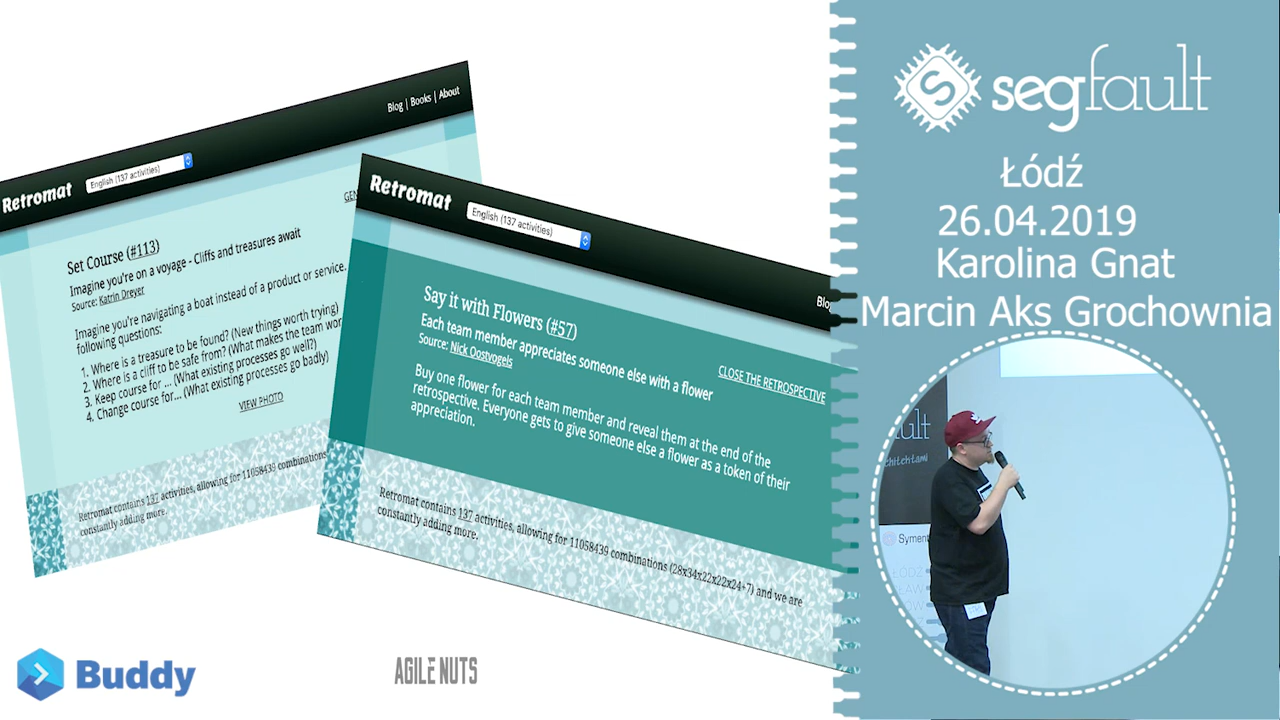 Blog | Books | About
Retromat
English (137 activities)
Set Course (#113)
Imagine you're on a voyage - Cliffs and treasures await
Source: Katrin Dreyer
Imagine you're navigating a boat instead of a product or service.
following questions:
1. Where is a treasure to be found? (New things worth trying)
2. Where is a cliff to be safe from? (What makes the team wor
3. Keep course for ... (What existing processes go well?)
4. Change course for... (What existing processes go badly)
VIEW PHOTO
Retromat contains 137 activities, allowing for 11058439 combinations
constantly adding more.
GEN
Retromat
English (137 activities)
Blo
Say it with Flowers (#57)
Each team member appreciates someone else with a flower
Source: Nick Oostvogels
CLOSE THE RETROSPECTIVE
Buy one flower for each team member and reveal them at the end of the
retrospective. Everyone gets to give someone else a flower as a token of their
appreciation.
Retromat contains 137 activities, allowing for 11058439 combinations (28x34x22x22x24+7) and we are
constantly adding more.
Buddy
AGILE NUTS
segfault
Łódź
26.04.2019
Karolina Gnat
Marcin Aks Grochownia
ult
Syment